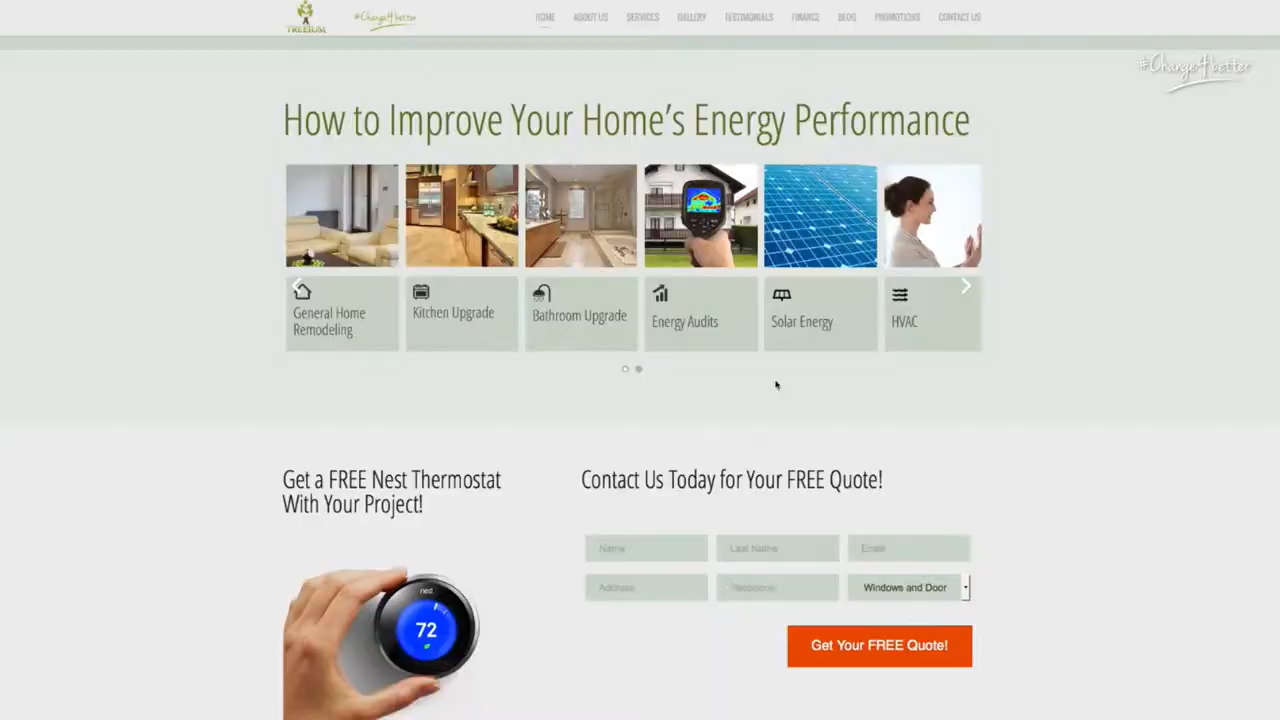 TREEIUM
#Change4better
HOME ABOUT US SERVICES GALLERY TESTIMONIALS FINANCE BLOG PROMOTIONS CONTACT US
#Change4better
How to Improve Your Home’s Energy Performance
General Home
Remodeling
Kitchen Upgrade
Bathroom Upgrade
Energy Audits
Solar Energy
HVAC
Get a FREE Nest Thermostat
With Your Project!
Contact Us Today for Your FREE Quote!
Name
Last Name
Email
Address
Telephone
Windows and Door
Get Your FREE Quote!
nest
72